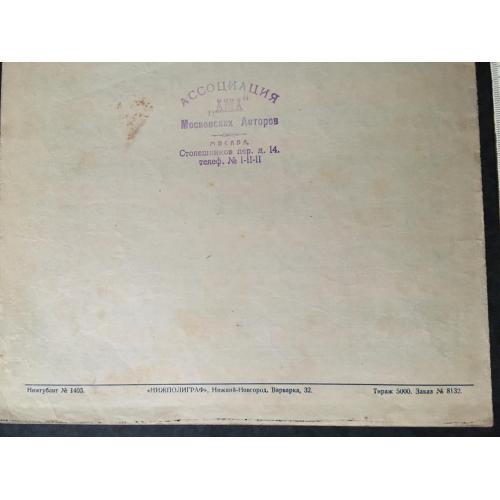 АССОЦИАЦИЯ
„АМА“
Московских Авторов
МОСКВА,
Столешников пер. д. 14.
телеф. № 1-11-11
Нижгублит № 1403.
«НИЖПОЛИГРАФ», Нижний-Новгород, Варварка, 32.
Тираж 5000. Заказ № 8132.